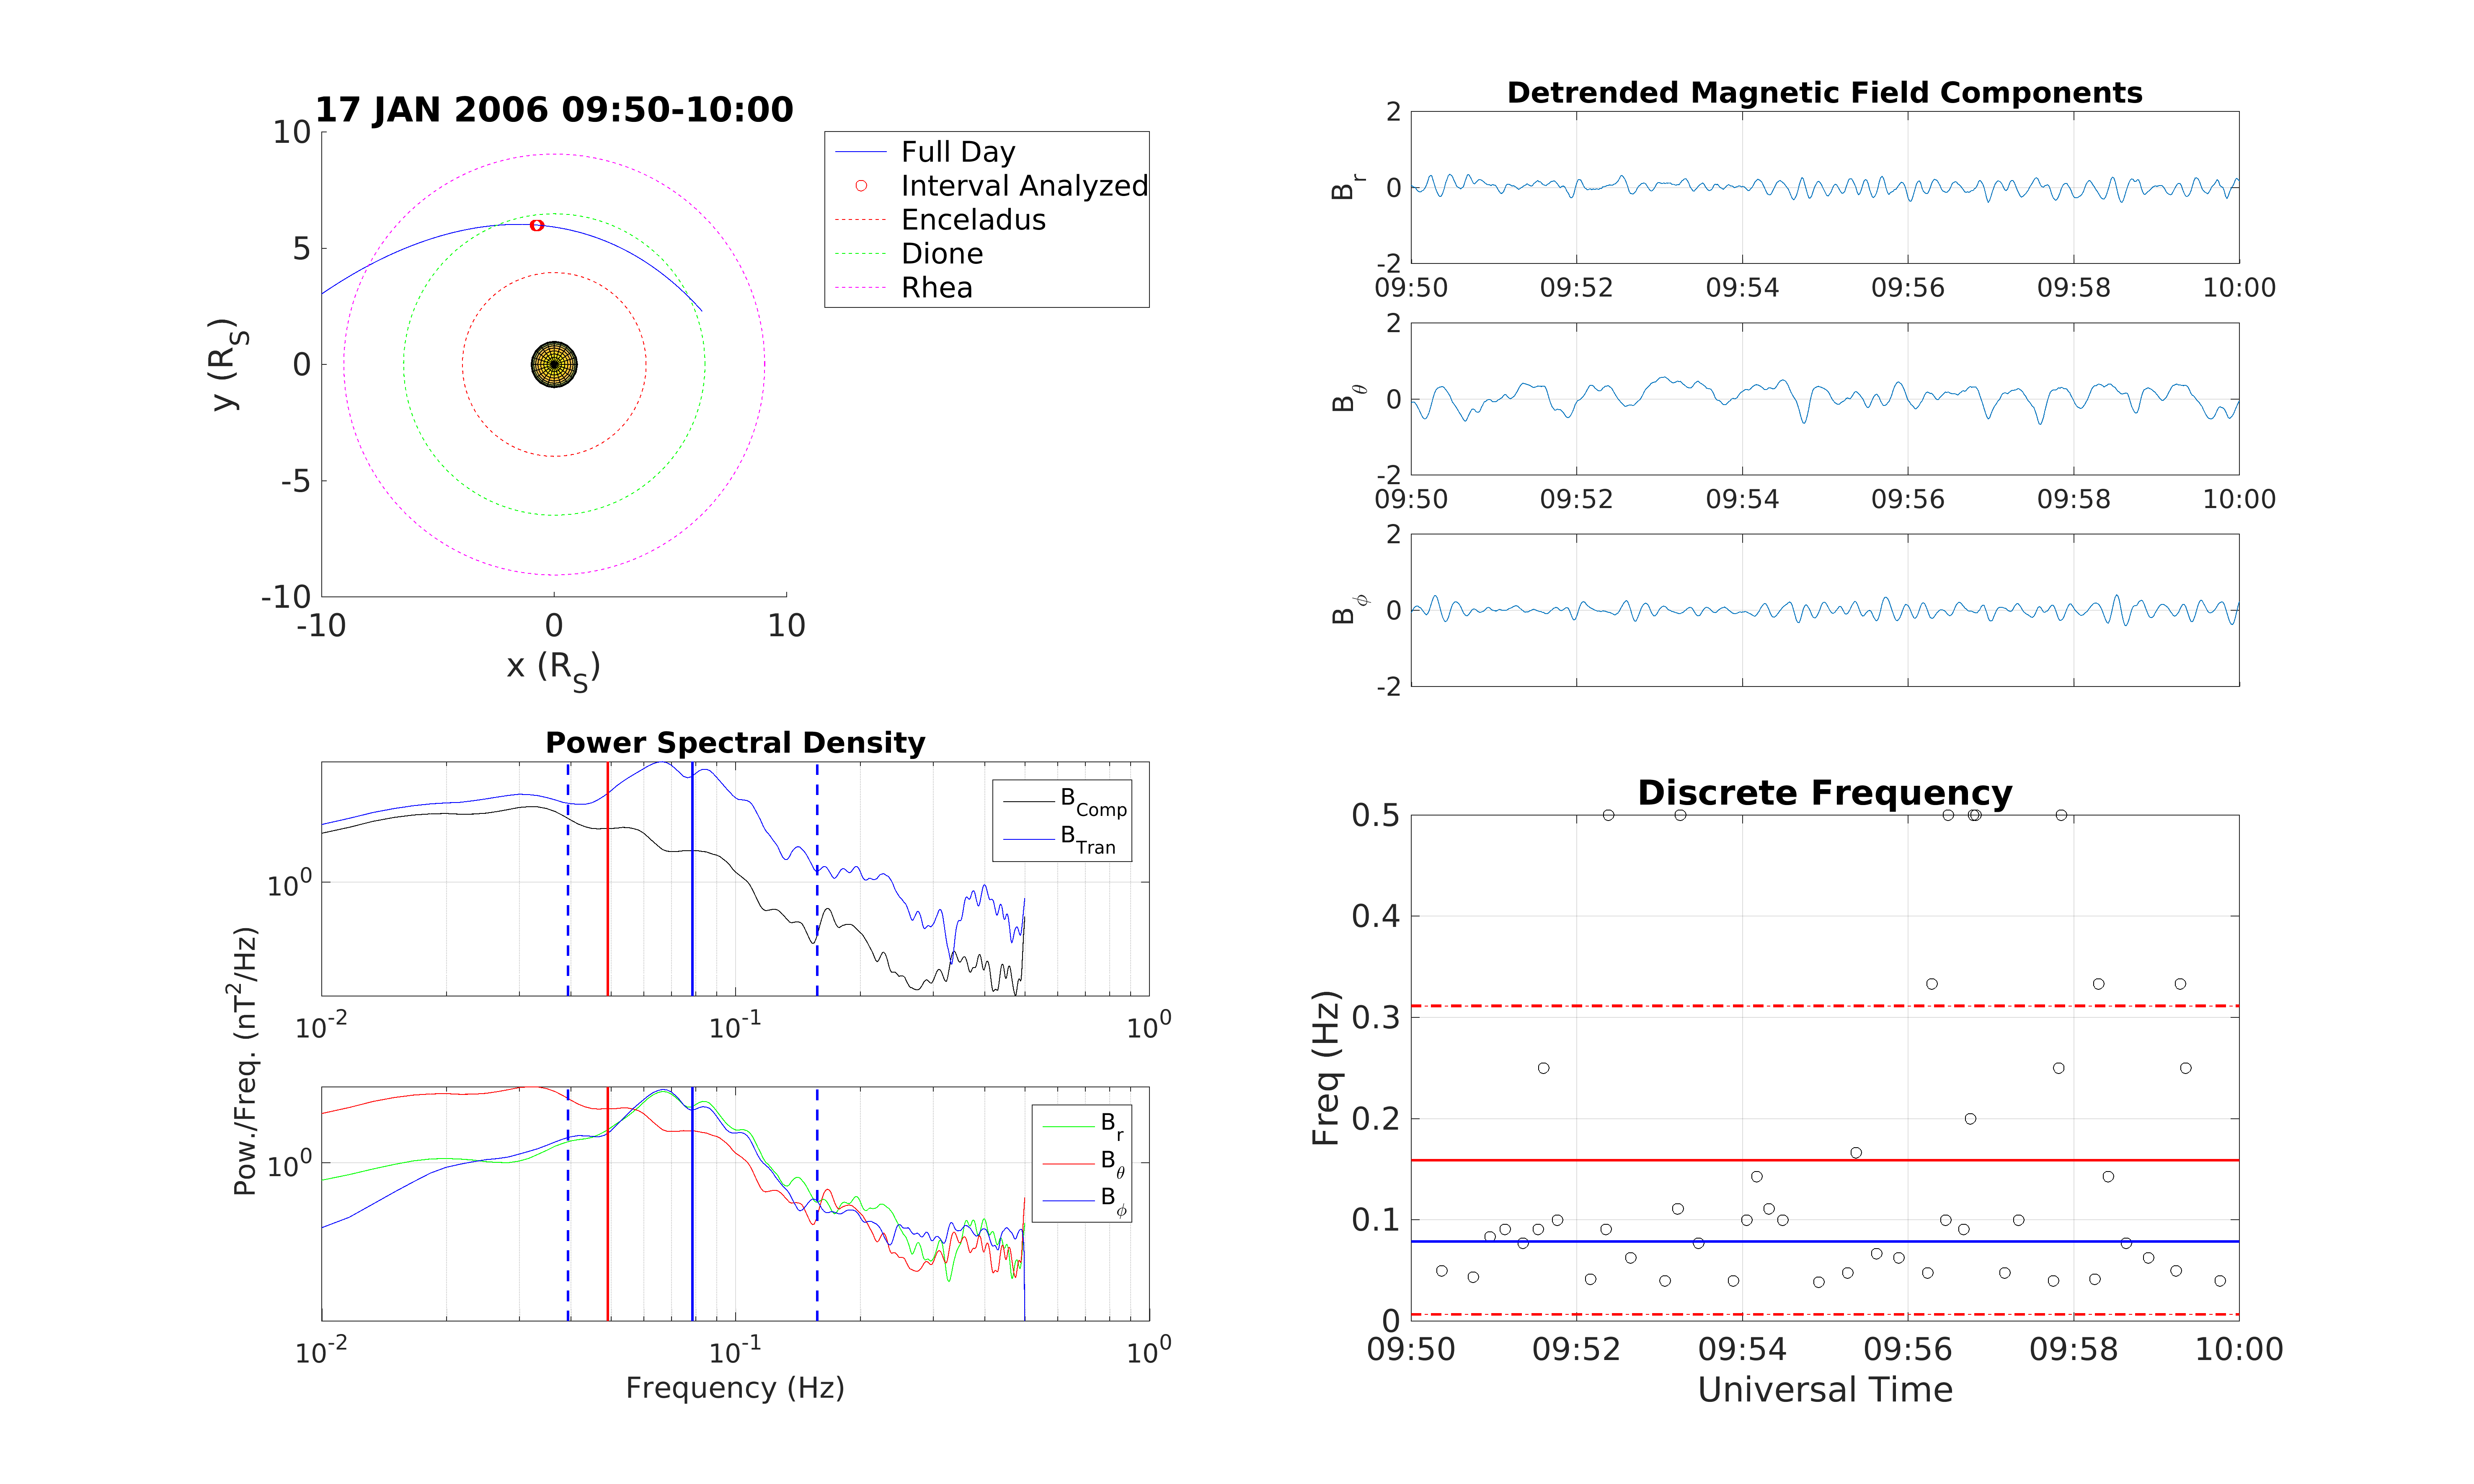 17 JAN 2006 09:50-10:00
10
5
0
-5
-10
-10
0
10
y (R_S)
x (R_S)
Full Day
Interval Analyzed
Enceladus
Dione
Rhea
Detrended Magnetic Field Components
2
0
-2
B_r
09:50
09:52
09:54
09:56
09:58
10:00
2
0
-2
B_θ
09:50
09:52
09:54
09:56
09:58
10:00
2
0
-2
B_ϕ
Power Spectral Density
10^0
B_Comp
B_Tran
10^-2
10^-1
10^0
Pow./Freq. (nT^2/Hz)
10^0
B_r
B_θ
B_ϕ
10^-2
10^-1
10^0
Frequency (Hz)
Discrete Frequency
0.5
0.4
0.3
0.2
0.1
0
Freq (Hz)
09:50
09:52
09:54
09:56
09:58
10:00
Universal Time